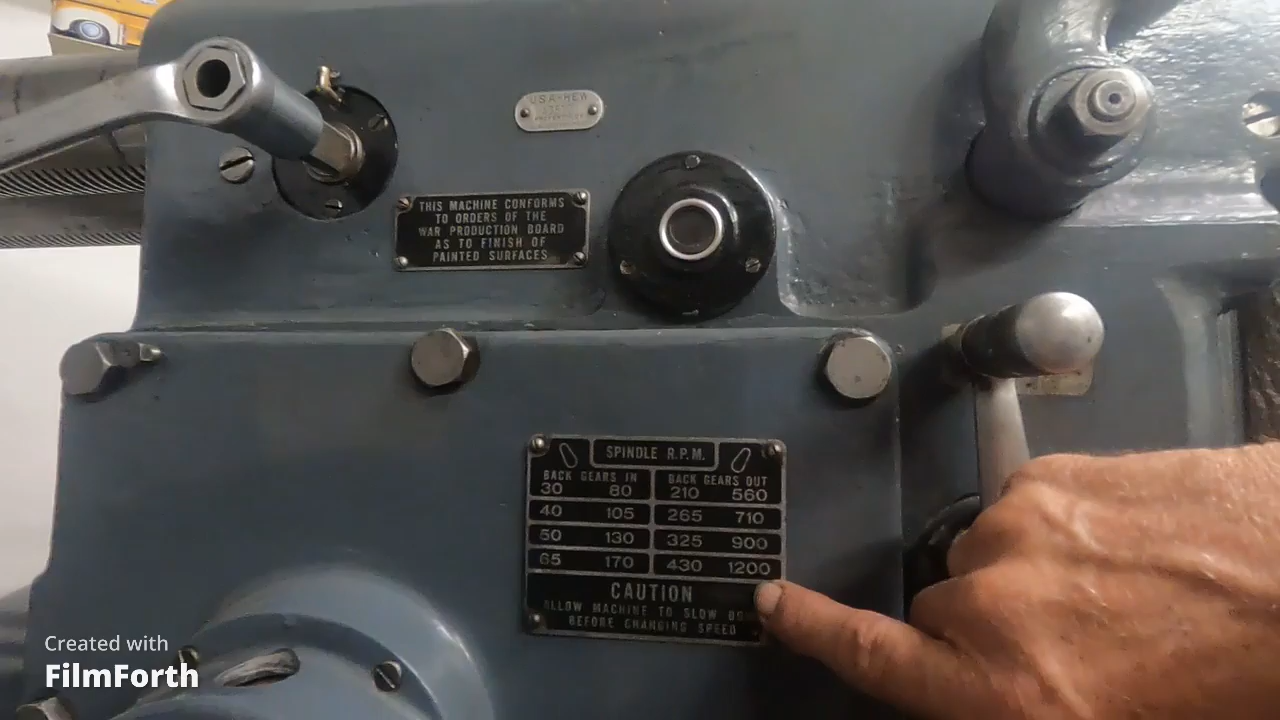 USA-NEW
THIS MACHINE CONFORMS
TO ORDERS OF THE
WAR PRODUCTION BOARD
AS TO FINISH OF
PAINTED SURFACES
SPINDLE R.P.M.
BACK GEARS IN BACK GEARS OUT
30 80 210 560
40 105 265 710
50 130 325 900
65 170 430 1200
CAUTION
ALLOW MACHINE TO SLOW
BEFORE CHANGING SPEED
Created with
FilmForth